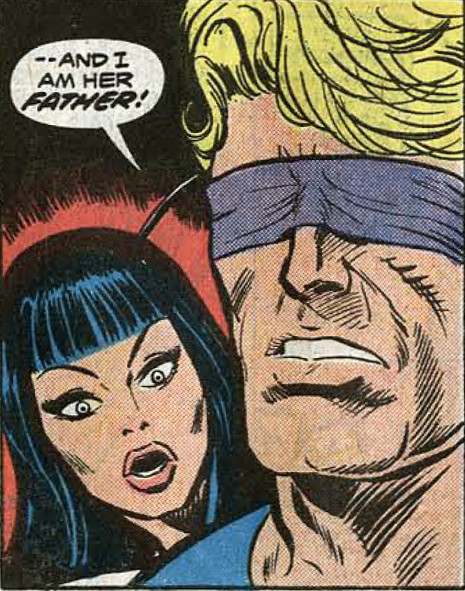 --AND I
AM HER
FATHER!